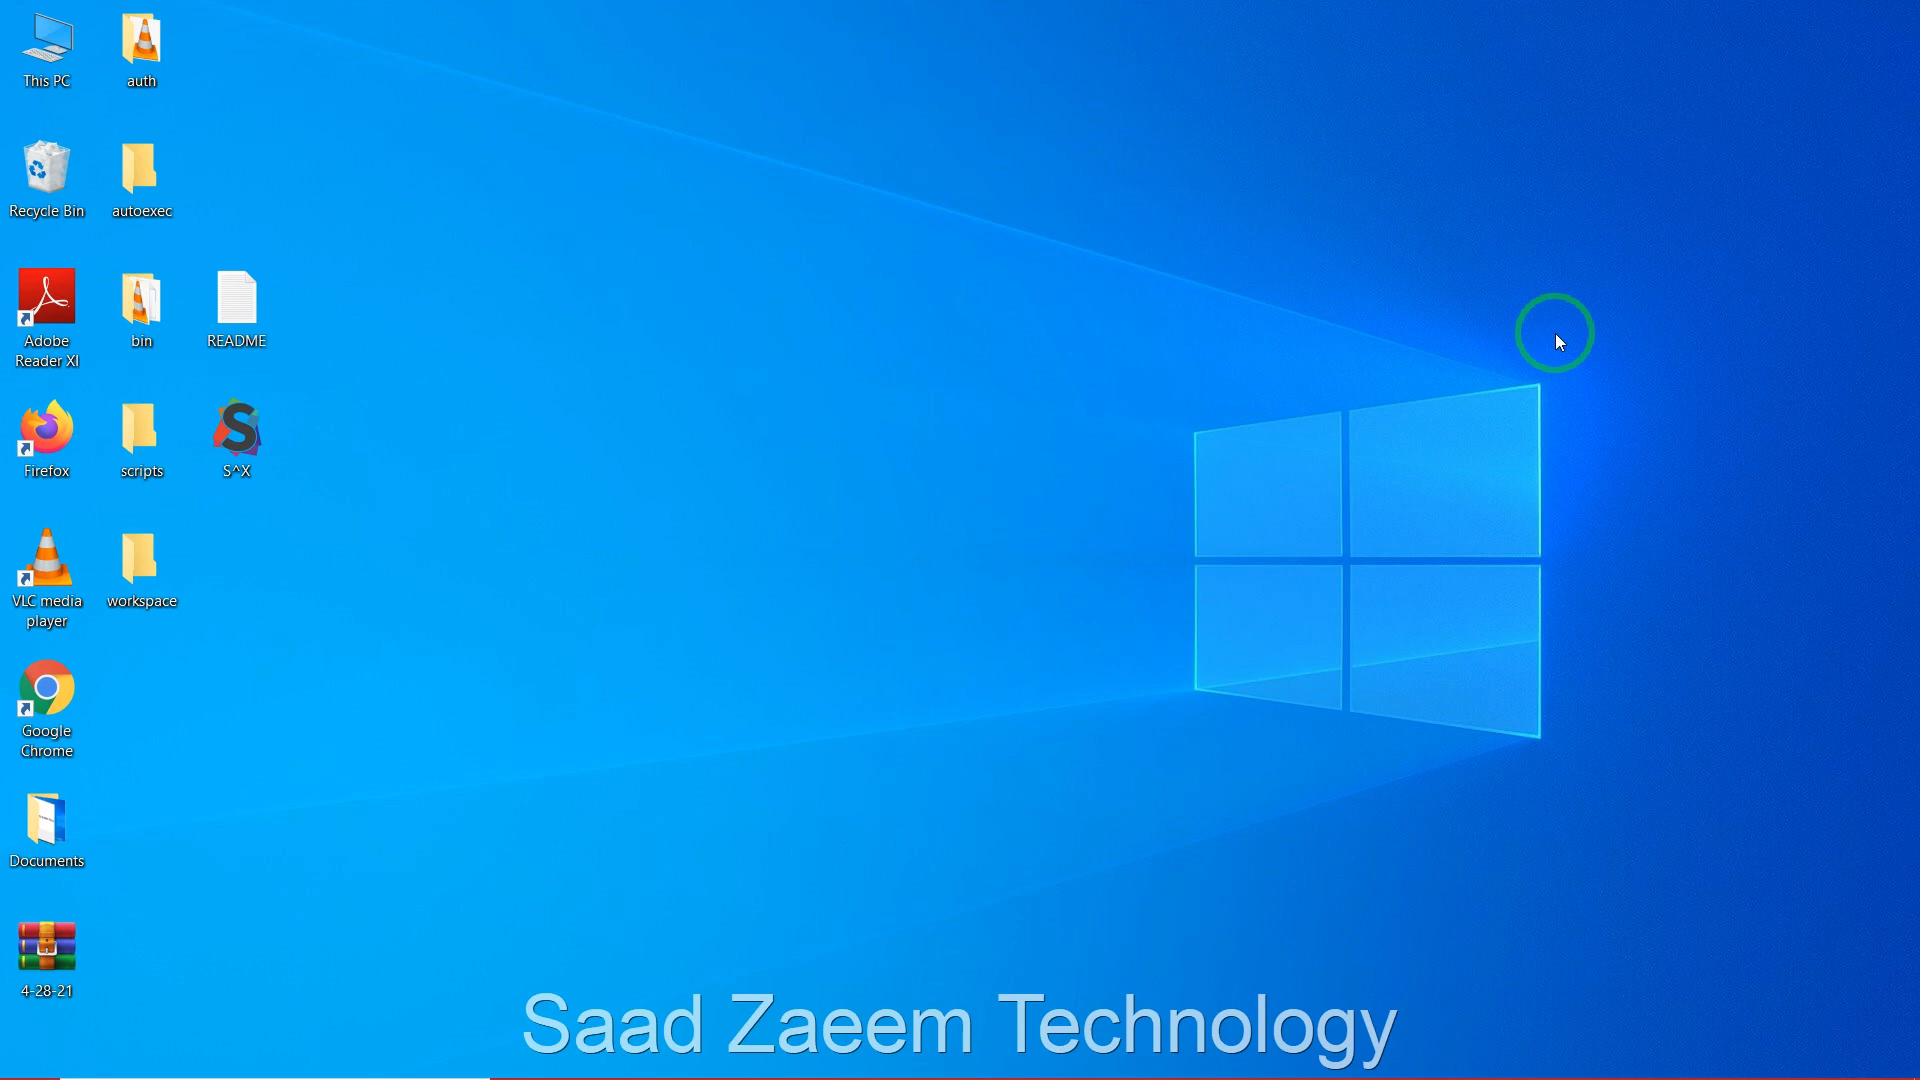 This PC
auth
Recycle Bin
autoexec
Adobe
Reader XI
bin
README
Firefox
scripts
S^X
VLC media
player
workspace
Google
Chrome
Documents
4-28-21
Saad Zaeem Technology